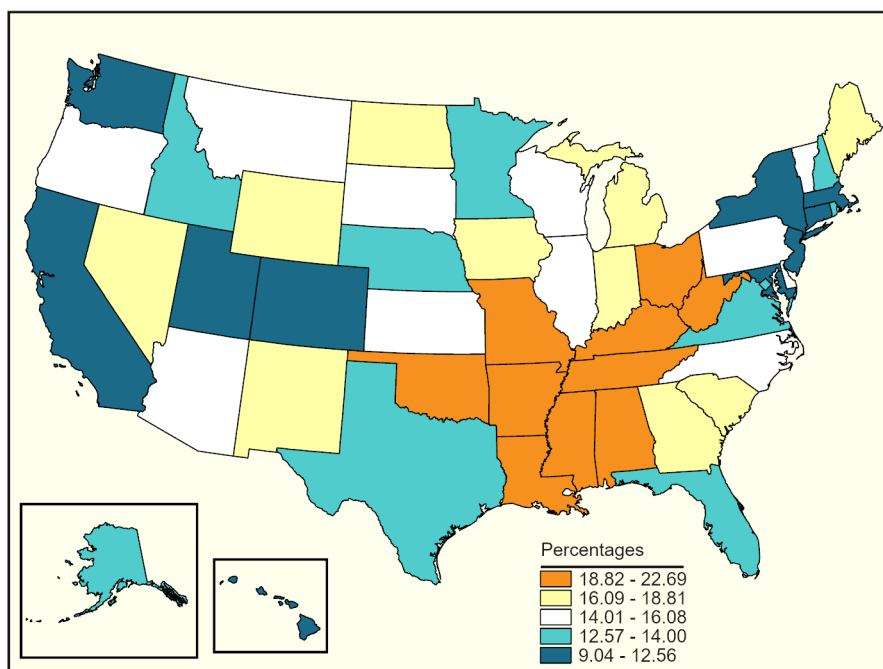 Percentages
18.82 - 22.69
16.09 - 18.81
14.01 - 16.08
12.57 - 14.00
9.04 - 12.56